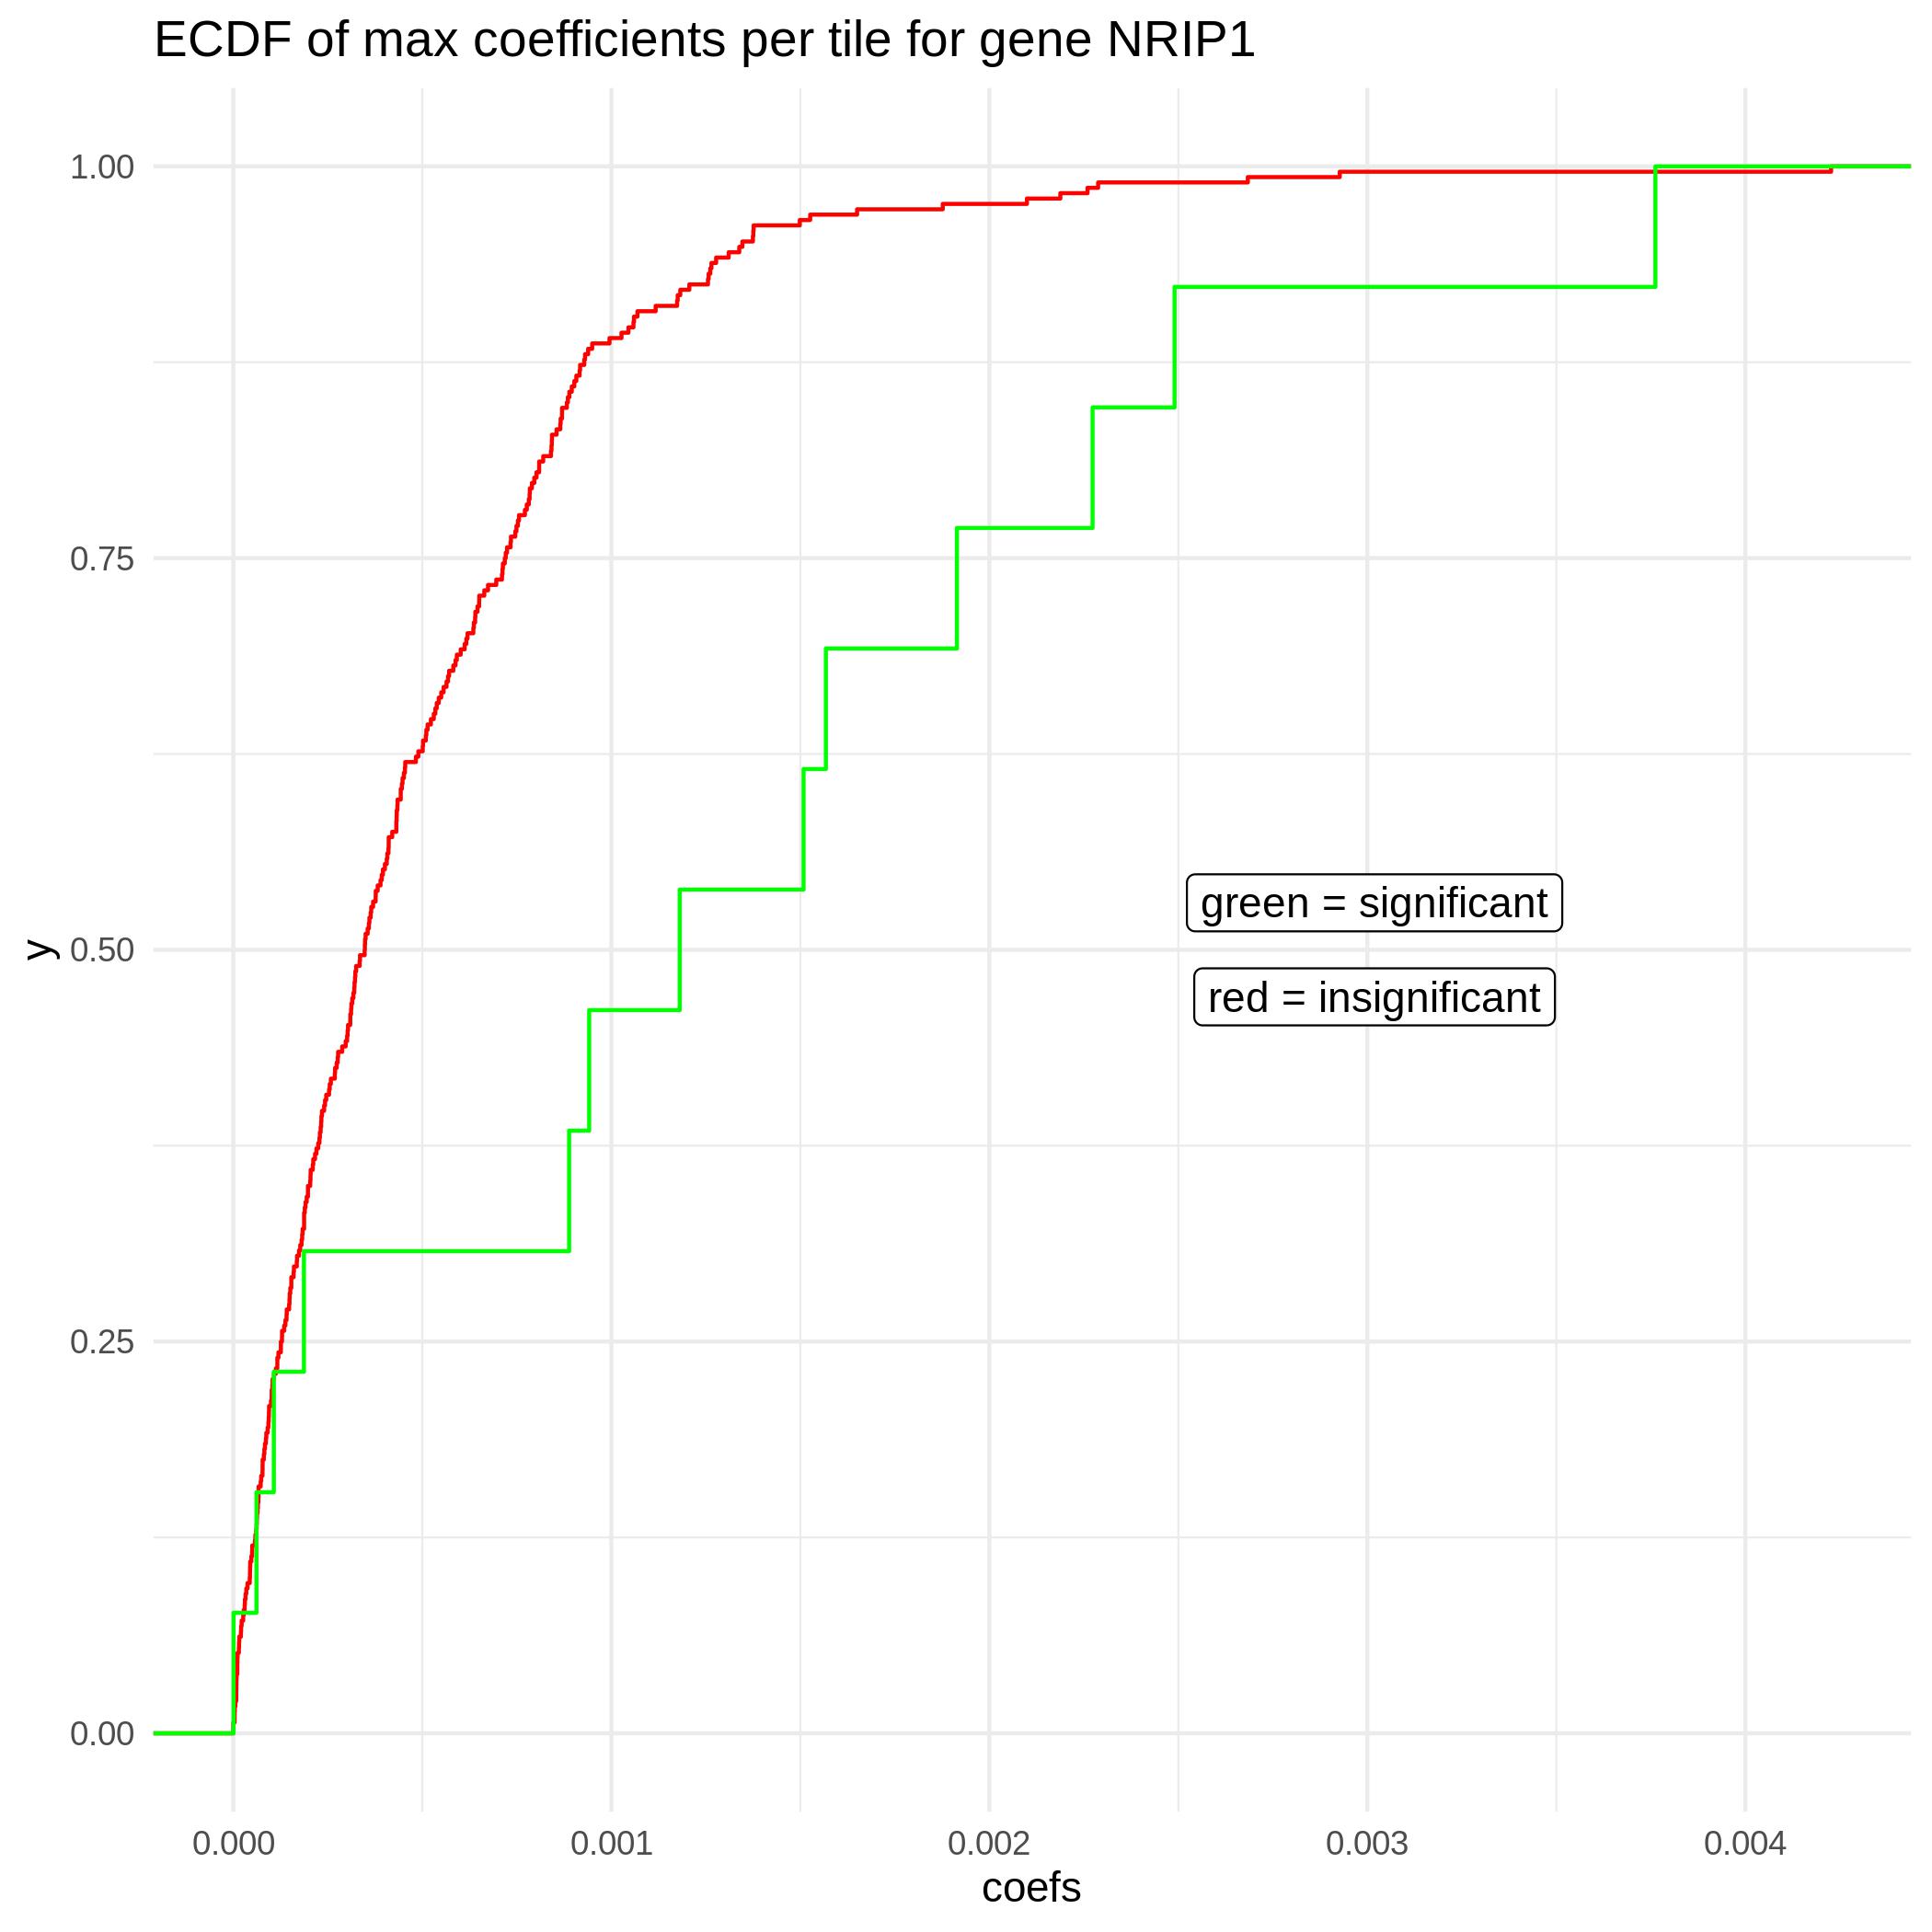 ECDF of max coefficients per tile for gene NRIP1
1.00
0.75
0.50
0.25
0.00
y
green = significant
red = insignificant
0.000 0.001 0.002 0.003 0.004
coefs